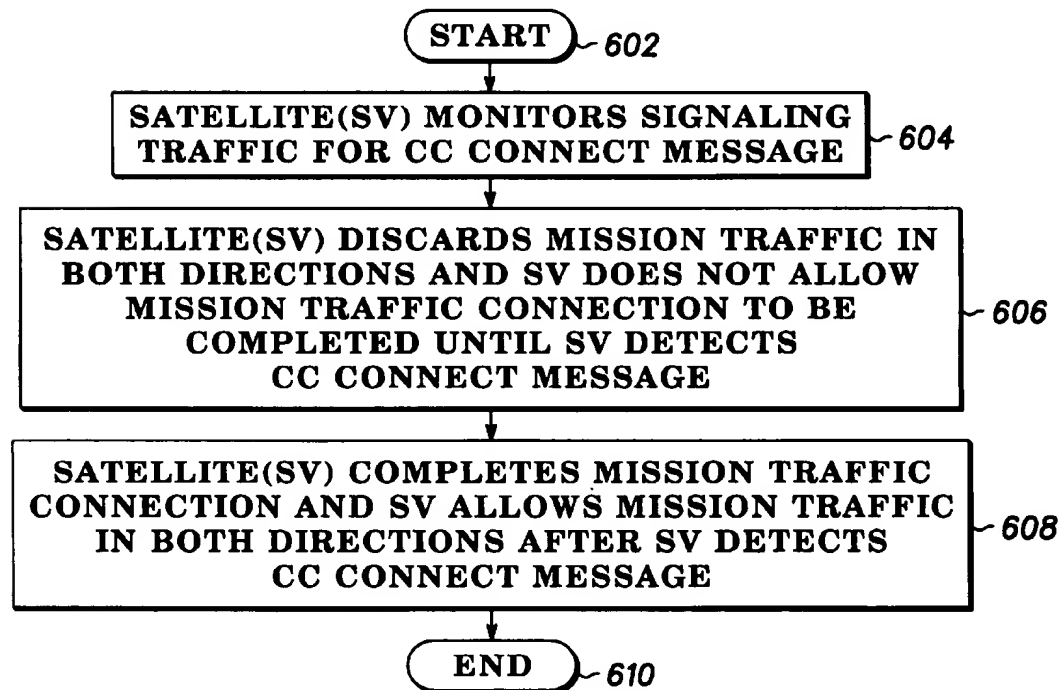 START
602
SATELLITE(SV) MONITORS SIGNALING
TRAFFIC FOR CC CONNECT MESSAGE
604
SATELLITE(SV) DISCARDS MISSION TRAFFIC IN
BOTH DIRECTIONS AND SV DOES NOT ALLOW
MISSION TRAFFIC CONNECTION TO BE
COMPLETED UNTIL SV DETECTS
CC CONNECT MESSAGE
606
SATELLITE(SV) COMPLETES MISSION TRAFFIC
CONNECTION AND SV ALLOWS MISSION TRAFFIC
IN BOTH DIRECTIONS AFTER SV DETECTS
CC CONNECT MESSAGE
608
END
610